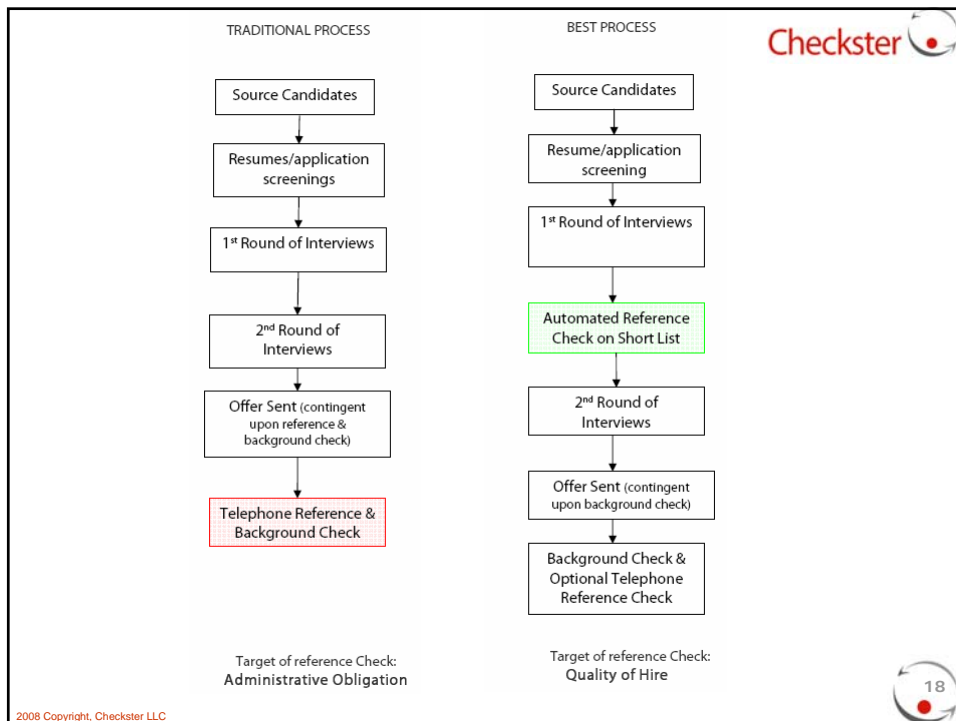 TRADITIONAL PROCESS
Source Candidates
Resumes/application
screenings
1st Round of Interviews
2nd Round of
Interviews
Offer Sent (contingent
upon reference &
background check)
Telephone Reference &
Background Check
Target of reference Check:
Administrative Obligation
BEST PROCESS
Source Candidates
Resume/application
screening
1st Round of Interviews
Automated Reference
Check on Short List
2nd Round of
Interviews
Offer Sent (contingent
upon background check)
Background Check &
Optional Telephone
Reference Check
Target of reference Check:
Quality of Hire
Checkster
18
2008 Copyright, Checkster LLC